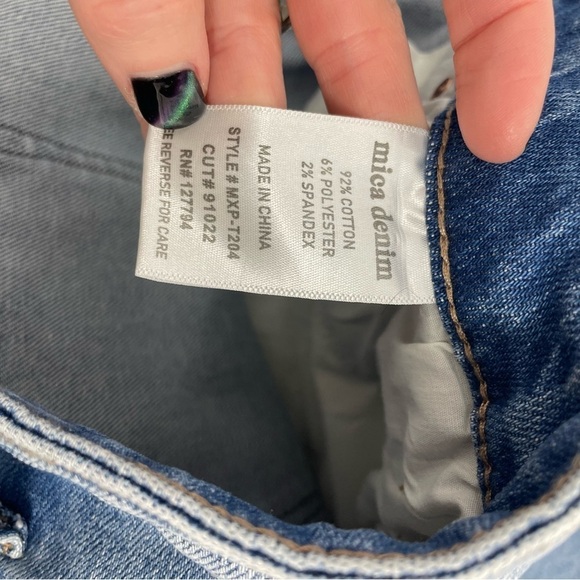 mica denim
92% COTTON
6% POLYESTER
2% SPANDEX
MADE IN CHINA
STYLE # MXP-T204
CUT# 91022
RN# 127794
REVERSE FOR CARE